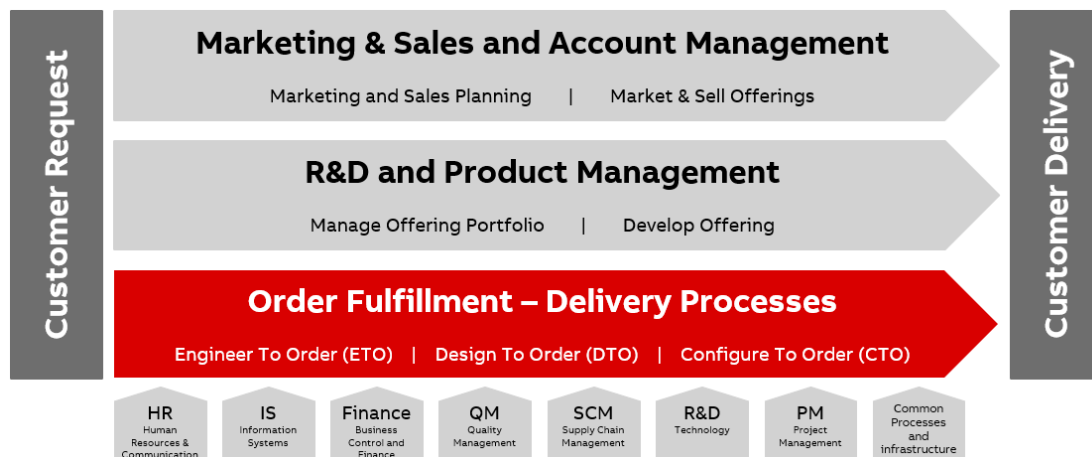 Customer Request
Marketing & Sales and Account Management
Marketing and Sales Planning | Market & Sell Offerings
R&D and Product Management
Manage Offering Portfolio | Develop Offering
Order Fulfillment – Delivery Processes
Engineer To Order (ETO) | Design To Order (DTO) | Configure To Order (CTO)
Customer Delivery
HR
Human
Resources &
Communication
IS
Information
Systems
Finance
Business
Control and
Finance
QM
Quality
Management
SCM
Supply Chain
Management
R&D
Technology
PM
Project
Management
Common
Processes
and
infrastructure